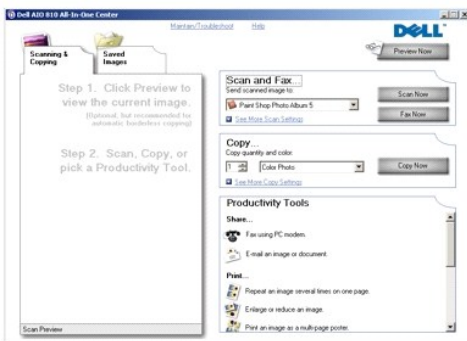 Dell AIO 810 All-In-One Center
Maintain/Troubleshoot Help
DELL
Scanning &
Copying
Saved
Images
Preview Now
Step 1. Click Preview to
view the current image.
(Optional, but recommended for
automatic borderless copying)
Step 2. Scan, Copy, or
pick a Productivity Tool.
Scan Preview
Scan and Fax...
Send scanned image to:
Paint Shop Photo Album 5
See More Scan Settings
Scan Now
Fax Now
Copy...
Copy quantity and color:
1
Color Photo
Copy Now
See More Copy Settings
Productivity Tools
Share...
Fax using PC modem.
E-mail an image or document.
Print...
Repeat an image several times on one page.
Enlarge or reduce an image.
Print an image as a multi-page poster.